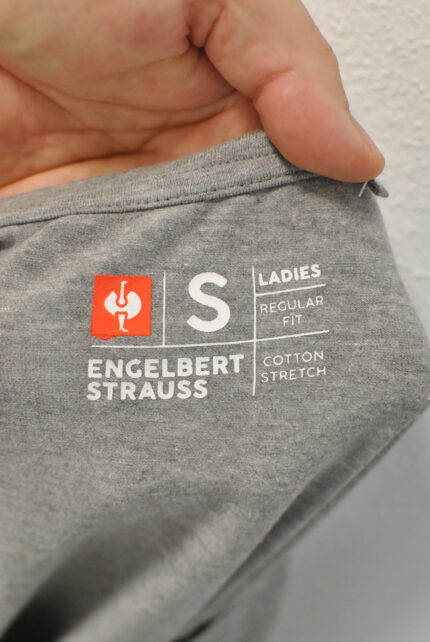 S
LADIES
REGULAR
FiT
ENGELBERT
STRAUSS
COTTON
STRETCH